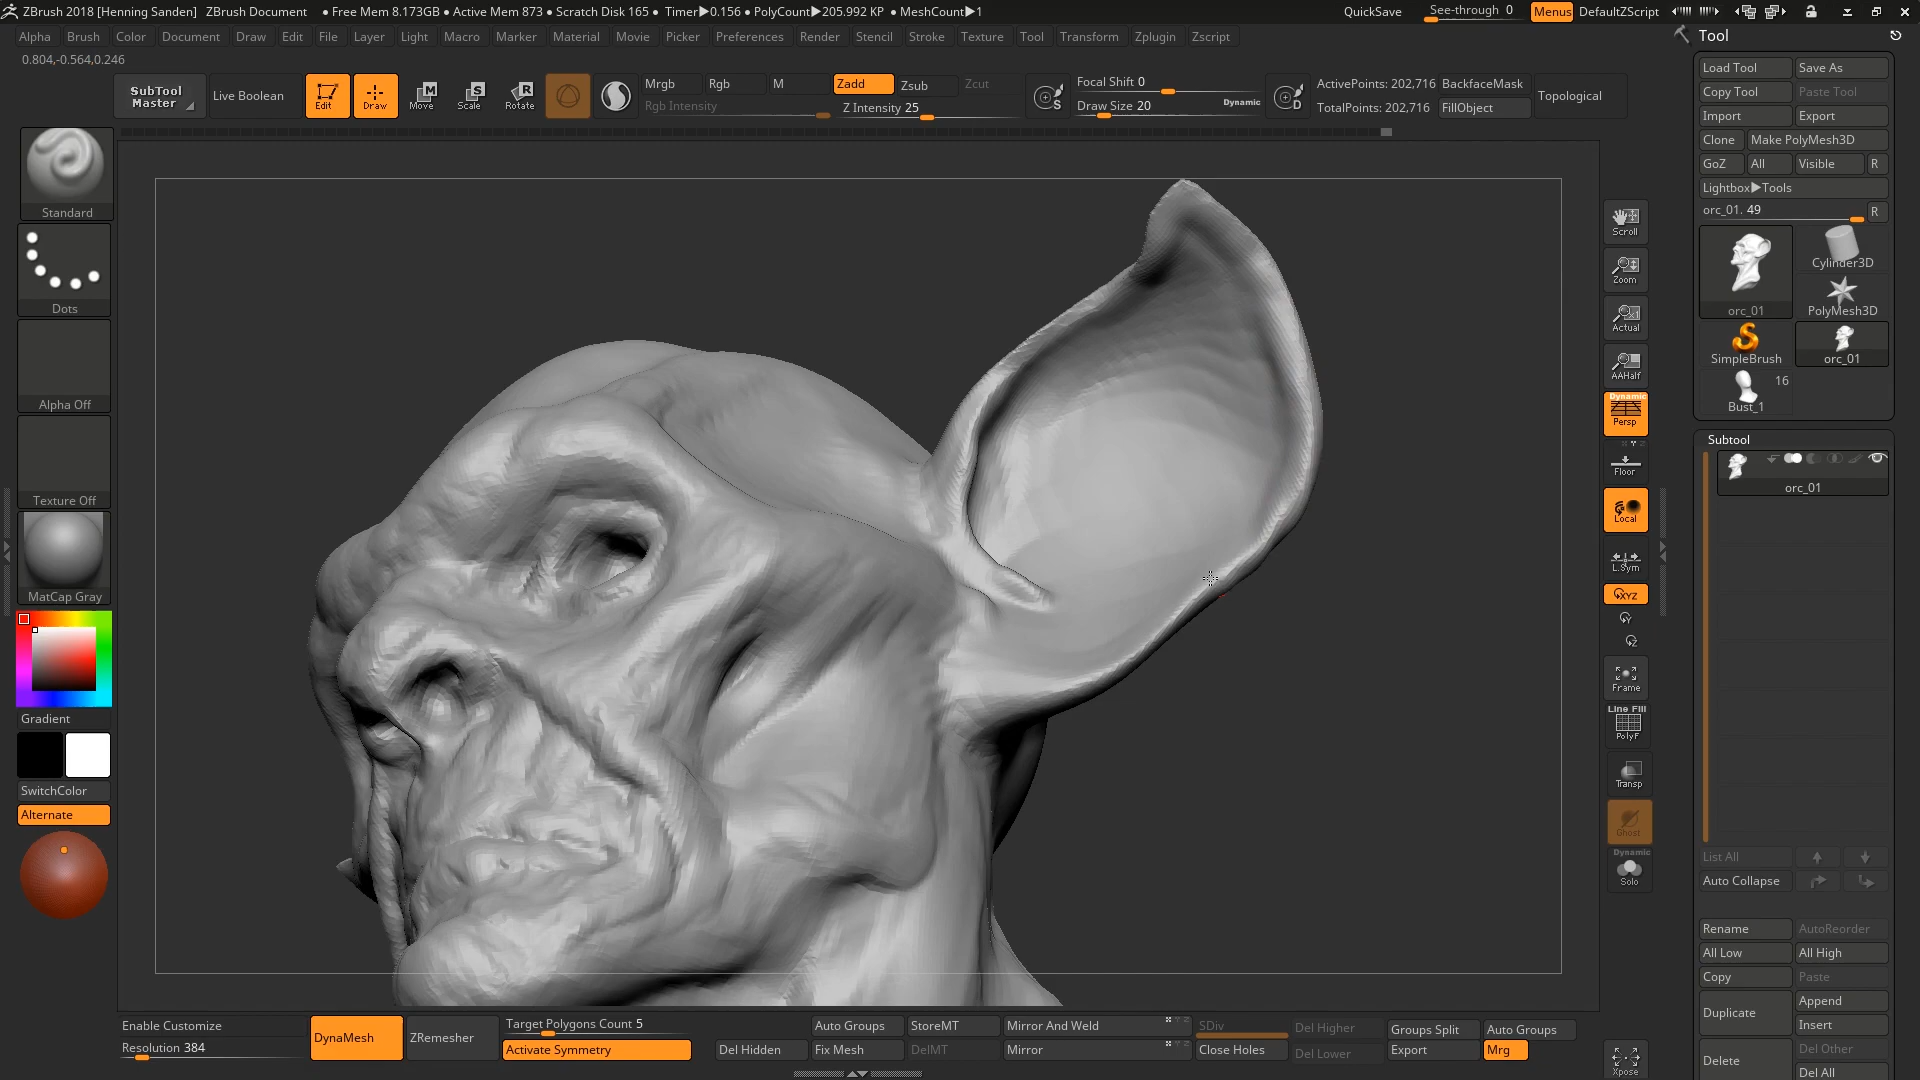 ZBrush 2018 [Henning Sanden] ZBrush Document • Free Mem 8.173GB • Active Mem 873 • Scratch Disk 165 • Timer▶0.156 • PolyCount▶205.992 KP • MeshCount▶1 QuickSave See-through 0 Menus DefaultZScript
Alpha Brush Color Document Draw Edit File Layer Light Macro Marker Material Movie Picker Preferences Render Stencil Stroke Texture Tool Transform Zplugin Zscript
0.804,-0.564,0.246
SubTool Master
Live Boolean
Edit Draw Move Scale Rotate
Mrgb Rgb M Zadd Zsub Zcut
Rgb Intensity Z Intensity 25
S
Focal Shift 0
Draw Size 20 Dynamic
D
ActivePoints: 202,716 BackfaceMask
TotalPoints: 202,716 FillObject
Topological
Standard
Dots
Alpha Off
Texture Off
MatCap Gray
Gradient
SwitchColor
Alternate
Scroll
Zoom
Actual
AAHalf
Dynamic
Persp
Floor
Local
L.Sym
XYZ
Y
Z
Frame
Line Fill
PolyF
Transp
Ghost
Dynamic
Solo
Xpose
Tool
Load Tool Save As
Copy Tool Paste Tool
Import Export
Clone Make PolyMesh3D
GoZ All Visible R
Lightbox▶Tools
orc_01. 49 R
orc_01
Cylinder3D
PolyMesh3D
SimpleBrush
orc_01
16
Bust_1
Subtool
orc_01
List All
Auto Collapse
Rename AutoReorder
All Low All High
Copy Paste
Duplicate Append
Insert
Delete Del Other
Del All
Enable Customize
Resolution 384
DynaMesh
ZRemesher
Target Polygons Count 5
Activate Symmetry
Del Hidden
Auto Groups
Fix Mesh
StoreMT
DelMT
Mirror And Weld
Mirror
SDiv
Close Holes
Del Higher
Del Lower
Groups Split
Export
Auto Groups
Mrg